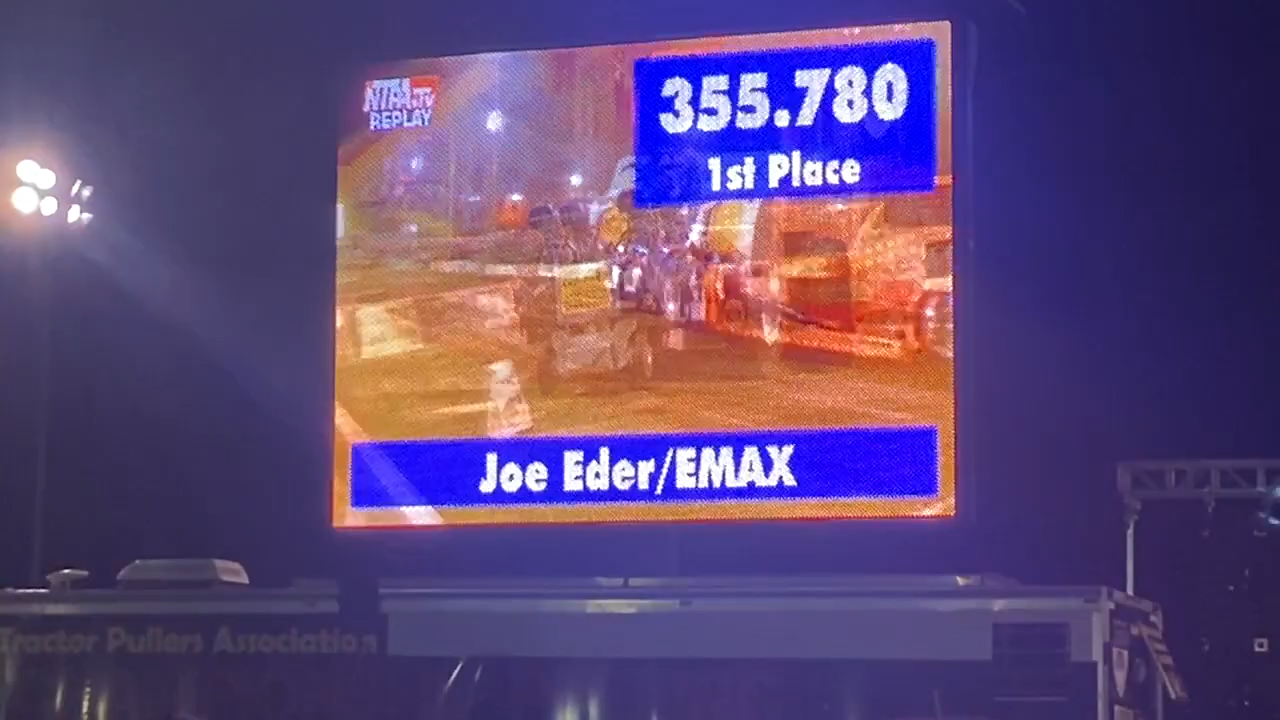 NTPA.TV
REPLAY
355.780
1st Place
Joe Eder/EMAX
Tractor Pullers Association